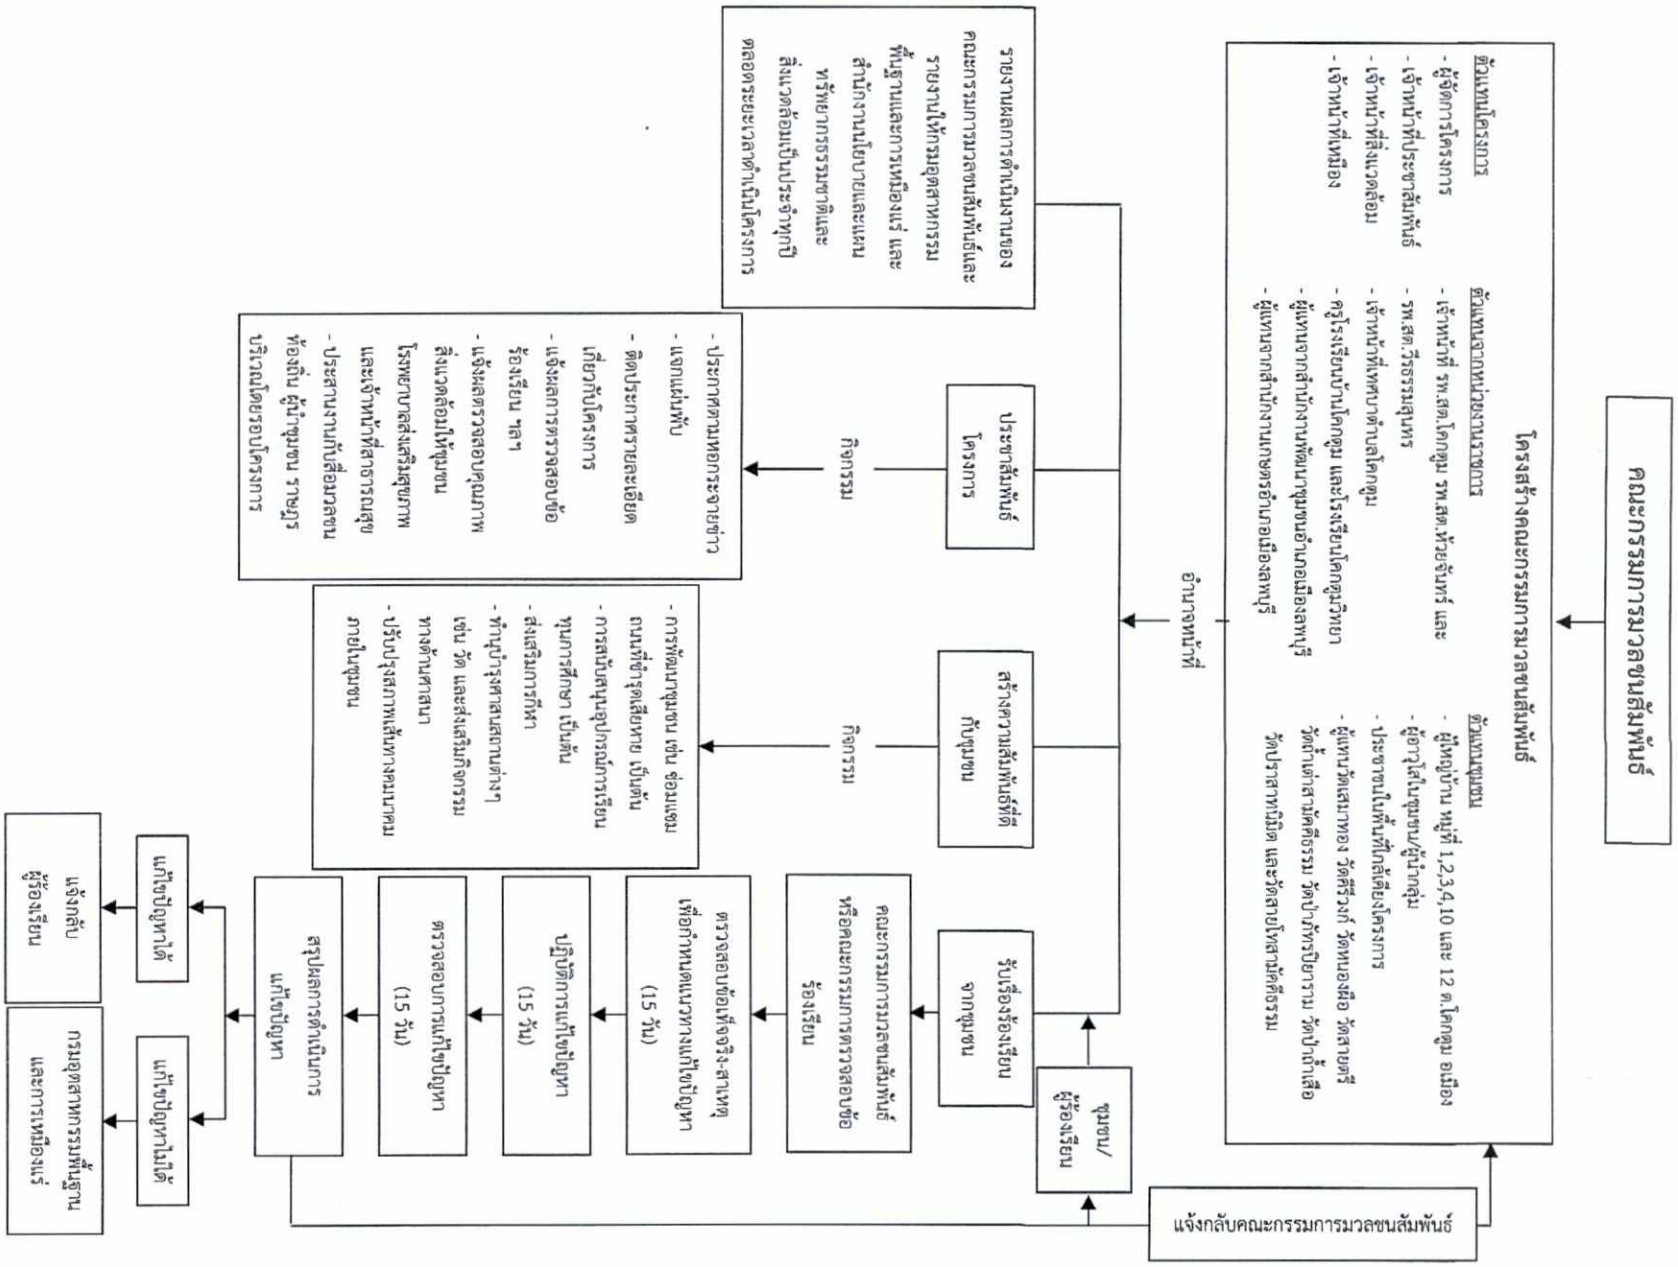 คณะกรรมการมวลชนสัมพันธ์
โครงสร้างคณะกรรมการมวลชนสัมพันธ์
ตัวแทนโครงการ
- ผู้จัดการโครงการ
- เจ้าหน้าที่ประชาสัมพันธ์
- เจ้าหน้าที่สิ่งแวดล้อม
- เจ้าหน้าที่เหมือง
ตัวแทนจากหน่วยงานราชการ
- เจ้าหน้าที่ รพ.สต.โคกตูม รพ.สต.ห้วยจันทร์ และ
รพ.สต.วีรธรรมสุนทร
- เจ้าหน้าที่เทศบาตำบลโคกตูม
- ครูโรงเรียนบ้านโคกตูม และโรงเรียนโคกตูมวิทยา
- ผู้แทนจากสำนักงานพัฒนาชุมชนอำเภอเมืองลพบุรี
- ผู้แทนจากสำนักงานเกษตรอำเภอเมืองลพบุรี
ตัวแทนชุมชน
- ผู้ใหญ่บ้าน หมู่ที่ 1,2,3,4,10 และ 12 ต.โคกตูม อ.เมือง
- ผู้อาวุโสในชุมชน/ผู้นำกลุ่ม
- ประชาชนในพื้นที่ใกล้เคียงโครงการ
- ผู้แทนวัดเสมาทอง วัดคีรีวงก์ วัดหนองผือ วัดสายตรี
วัดถ้ำเต่าสามัคคีธรรม วัดป่าภัทรปิยาราม วัดป่าถ้ำเสือ
วัดปราสาทนิมิต และวัดสายโทสามัคคีธรรม
แจ้งกลับคณะกรรมการมวลชนสัมพันธ์
อำนาจหน้าที่
รายงานผลการดำเนินงานของ
คณะกรรมการมวลชนสัมพันธ์และ
รายงานให้กรมอุตสาหกรรม
พื้นฐานและการเหมืองแร่ และ
สำนักงานนโยบายและแผน
ทรัพยากรธรรมชาติและ
สิ่งแวดล้อมเป็นประจำทุกปี
ตลอดระยะเวลาดำเนินโครงการ
ประชาสัมพันธ์
โครงการ
กิจกรรม
- ประกาศตามหอกระจายข่าว
- แจกแผ่นพับ
- ติดประกาศรายละเอียด
เกี่ยวกับโครงการ
- แจ้งผลการตรวจสอบข้อ
ร้องเรียน ฯลฯ
- แจ้งผลตรวจสอบคุณภาพ
สิ่งแวดล้อมให้ชุมชน
โรงพยาบาลส่งเสริมสุขภาพ
และเจ้าหน้าที่สาธารณสุข
- ประสานงานกับสื่อมวลชน
ท้องถิ่น ผู้นำชุมชน ราษฎร
บริเวณโดยรอบโครงการ
สร้างความสัมพันธ์ที่ดี
กับชุมชน
กิจกรรม
- การพัฒนาชุมชน เช่น ซ่อมแซม
ถนนที่ชำรุดเสียหาย เป็นต้น
- การสนับสนุนอุปกรณ์การเรียน
ทุนการศึกษา เป็นต้น
- ส่งเสริมการกีฬา
- ทำนุบำรุงศาสนสถานต่างๆ
เช่น วัด และส่งเสริมกิจกรรม
ทางด้านศาสนา
- ปรับปรุงสภาพเส้นทางคมนาคม
ภายในชุมชน
ชุมชน/
ผู้ร้องเรียน
รับเรื่องร้องเรียน
จากชุมชน
คณะกรรมการมวลชนสัมพันธ์
หรือคณะกรรมการตรวจสอบข้อ
ร้องเรียน
ตรวจสอบข้อเท็จจริง-สาเหตุ
เพื่อกำหนดแนวทางแก้ไขปัญหา
(15 วัน)
ปฏิบัติการแก้ไขปัญหา
(15 วัน)
ตรวจสอบการแก้ไขปัญหา
(15 วัน)
สรุปผลการดำเนินการ
แก้ไขปัญหา
แก้ไขปัญหาได้
แก้ไขปัญหาไม่ได้
แจ้งกลับ
ผู้ร้องเรียน
กรมอุตสาหกรรมพื้นฐาน
และการเหมืองแร่